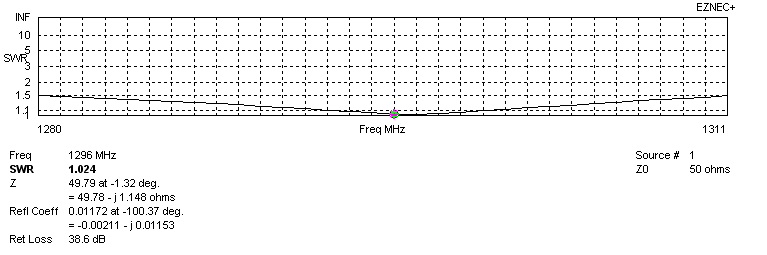 EZNEC+
INF
10
5
SWR
3
2
1.5
1.1
1280 Freq MHz 1311
Freq 1296 MHz Source # 1
SWR 1.024 Z0 50 ohms
Z 49.79 at -1.32 deg.
= 49.78 - j 1.148 ohms
Refl Coeff 0.01172 at -100.37 deg.
= -0.00211 - j 0.01153
Ret Loss 38.6 dB